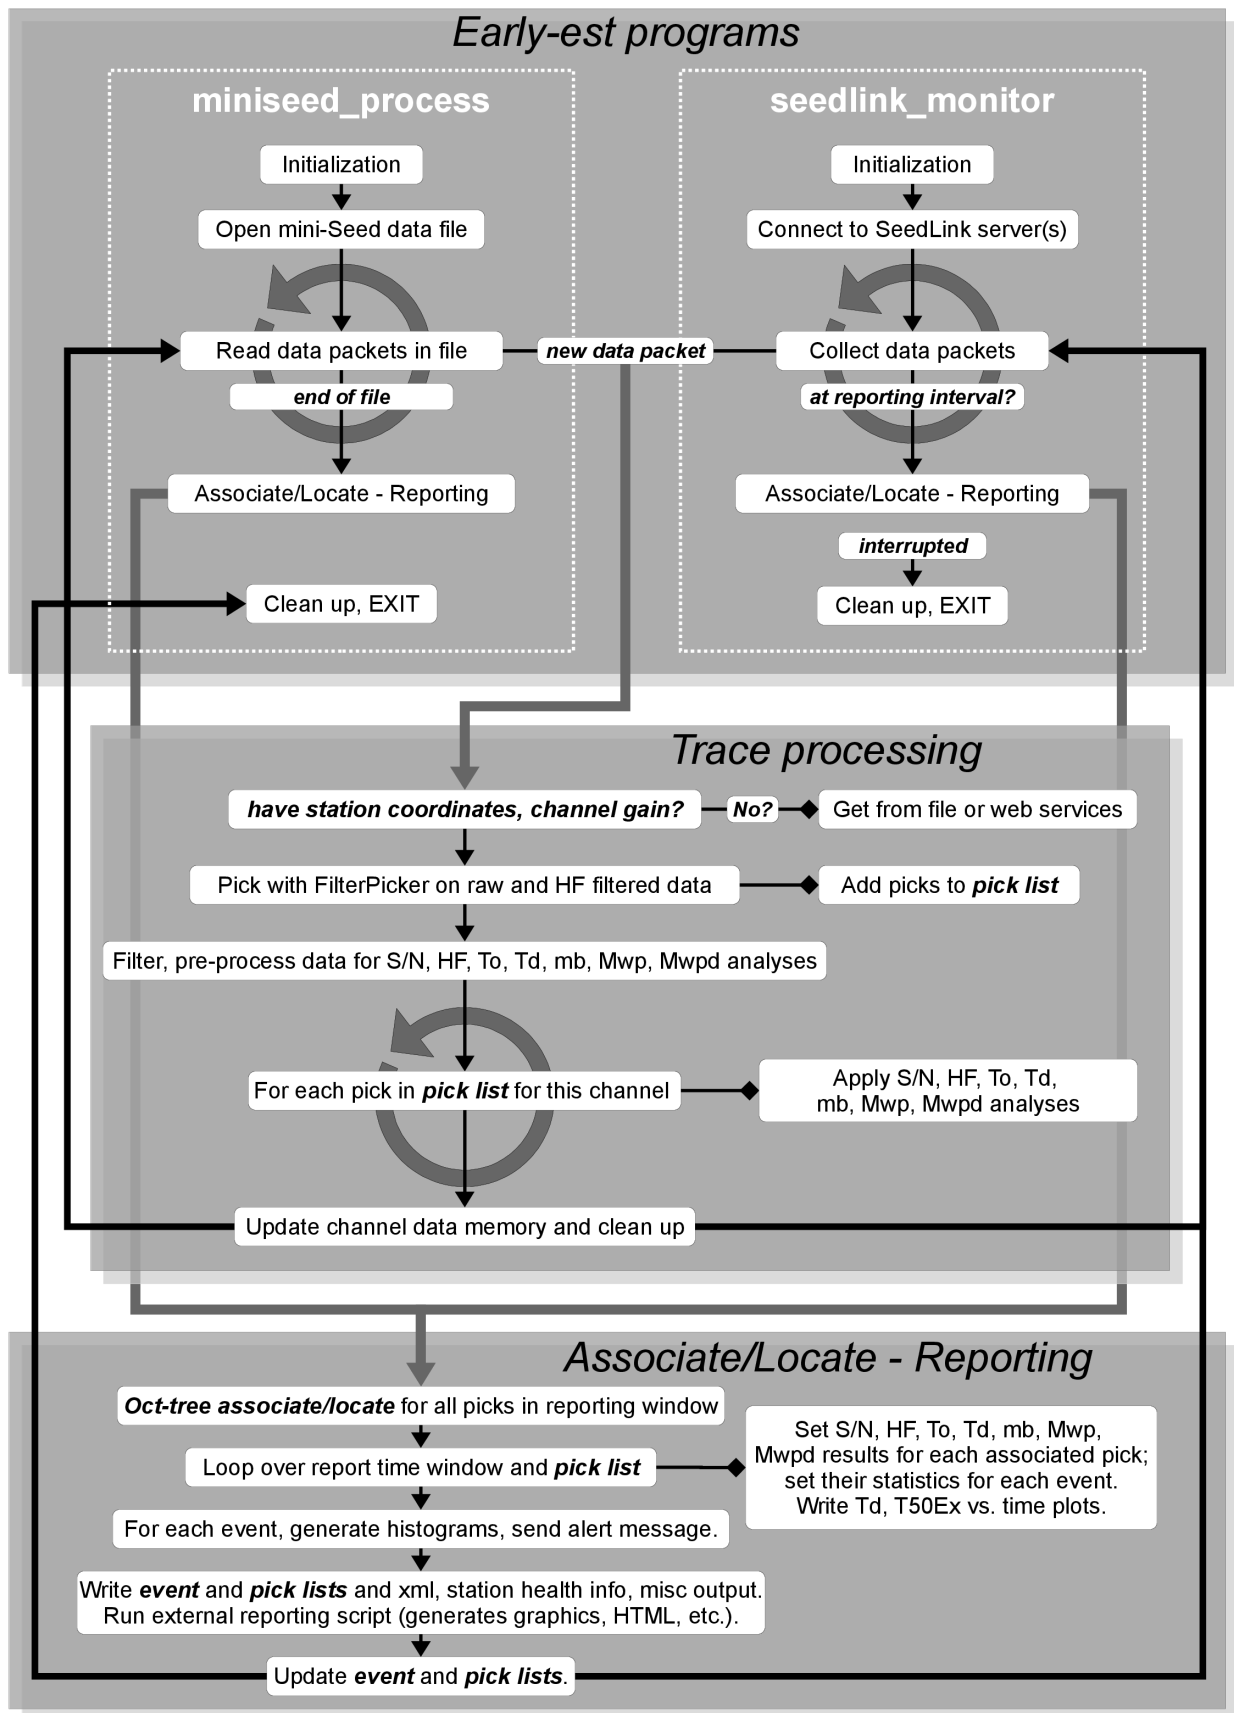 Early-est programs
miniseed_process
Initialization
Open mini-Seed data file
Read data packets in file
end of file
Associate/Locate - Reporting
Clean up, EXIT
new data packet
seedlink_monitor
Initialization
Connect to SeedLink server(s)
Collect data packets
at reporting interval?
Associate/Locate - Reporting
interrupted
Clean up, EXIT
Trace processing
have station coordinates, channel gain?
No?
Get from file or web services
Pick with FilterPicker on raw and HF filtered data
Add picks to pick list
Filter, pre-process data for S/N, HF, To, Td, mb, Mwp, Mwpd analyses
For each pick in pick list for this channel
Apply S/N, HF, To, Td,
mb, Mwp, Mwpd analyses
Update channel data memory and clean up
Associate/Locate - Reporting
Oct-tree associate/locate for all picks in reporting window
Loop over report time window and pick list
Set S/N, HF, To, Td, mb, Mwp,
Mwpd results for each associated pick;
set their statistics for each event.
Write Td, T50Ex vs. time plots.
For each event, generate histograms, send alert message.
Write event and pick lists and xml, station health info, misc output.
Run external reporting script (generates graphics, HTML, etc.).
Update event and pick lists.